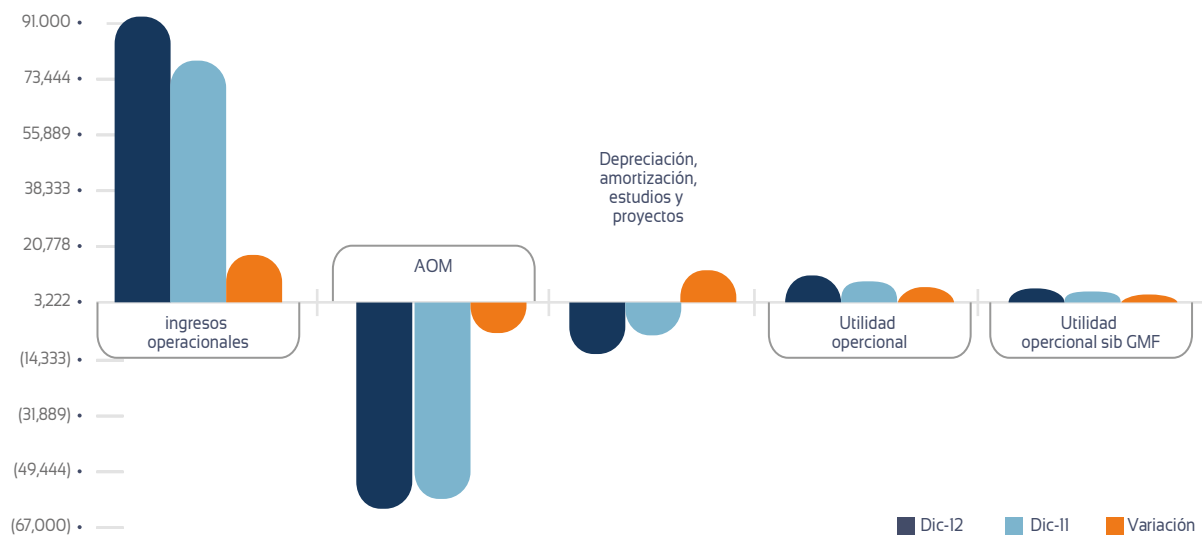 91.000
73,444
55,889
38,333
20,778
3,222
(14,333)
(31,889)
(49,444)
(67,000)
ingresos
operacionales
AOM
Depreciación,
amortización,
estudios y
proyectos
Utilidad
opercional
Utilidad
opercional sib GMF
Dic-12
Dic-11
Variación